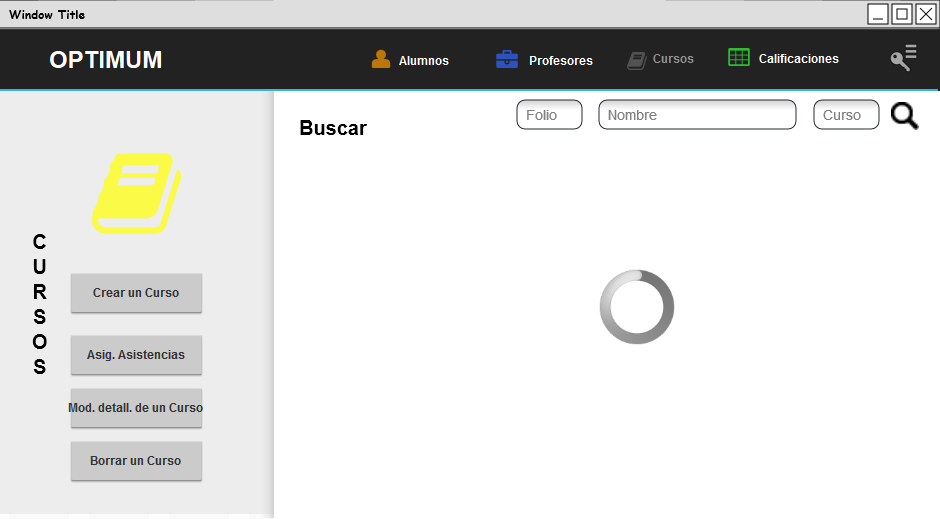 Window Title
OPTIMUM
Alumnos
Profesores
Cursos
Calificaciones
Buscar
Folio
Nombre
Curso
CURSOS
Crear un Curso
Asig. Asistencias
Mod. detall. de un Curso
Borrar un Curso